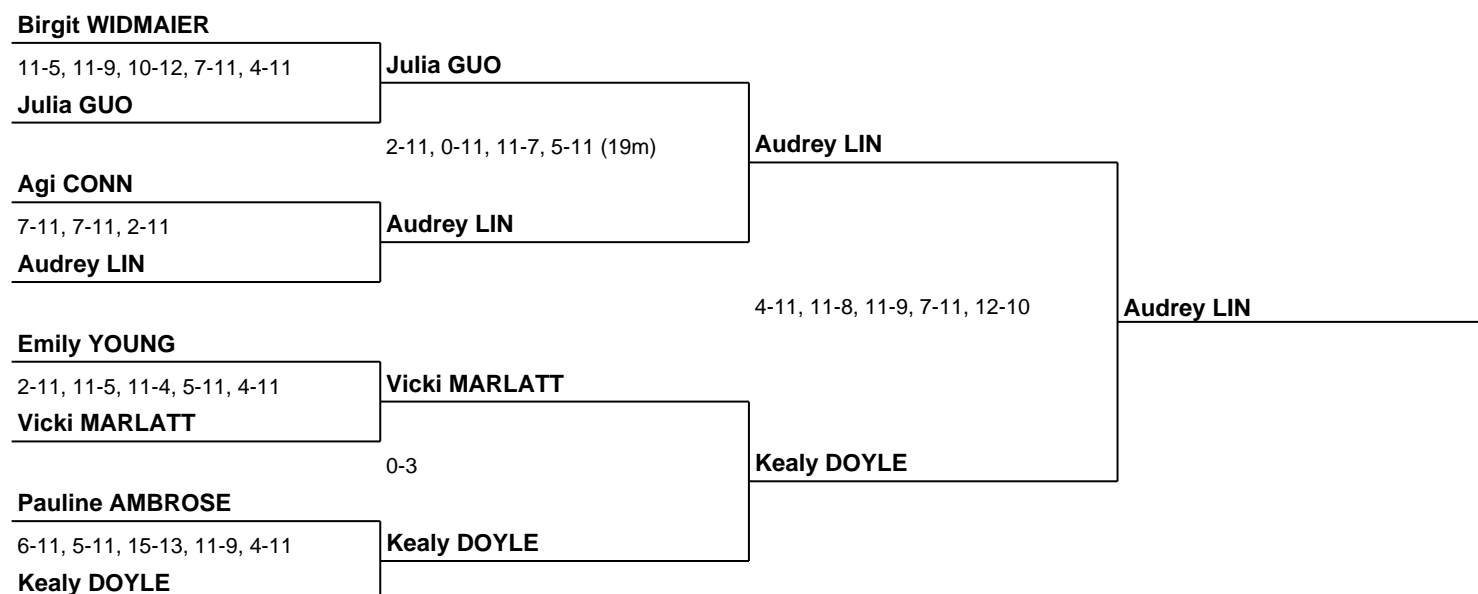 Birgit WIDMAIER
11-5, 11-9, 10-12, 7-11, 4-11
Julia GUO
Julia GUO
2-11, 0-11, 11-7, 5-11 (19m)
Audrey LIN
Agi CONN
7-11, 7-11, 2-11
Audrey LIN
Audrey LIN
4-11, 11-8, 11-9, 7-11, 12-10
Audrey LIN
Emily YOUNG
2-11, 11-5, 11-4, 5-11, 4-11
Vicki MARLATT
Vicki MARLATT
0-3
Kealy DOYLE
Pauline AMBROSE
6-11, 5-11, 15-13, 11-9, 4-11
Kealy DOYLE
Kealy DOYLE